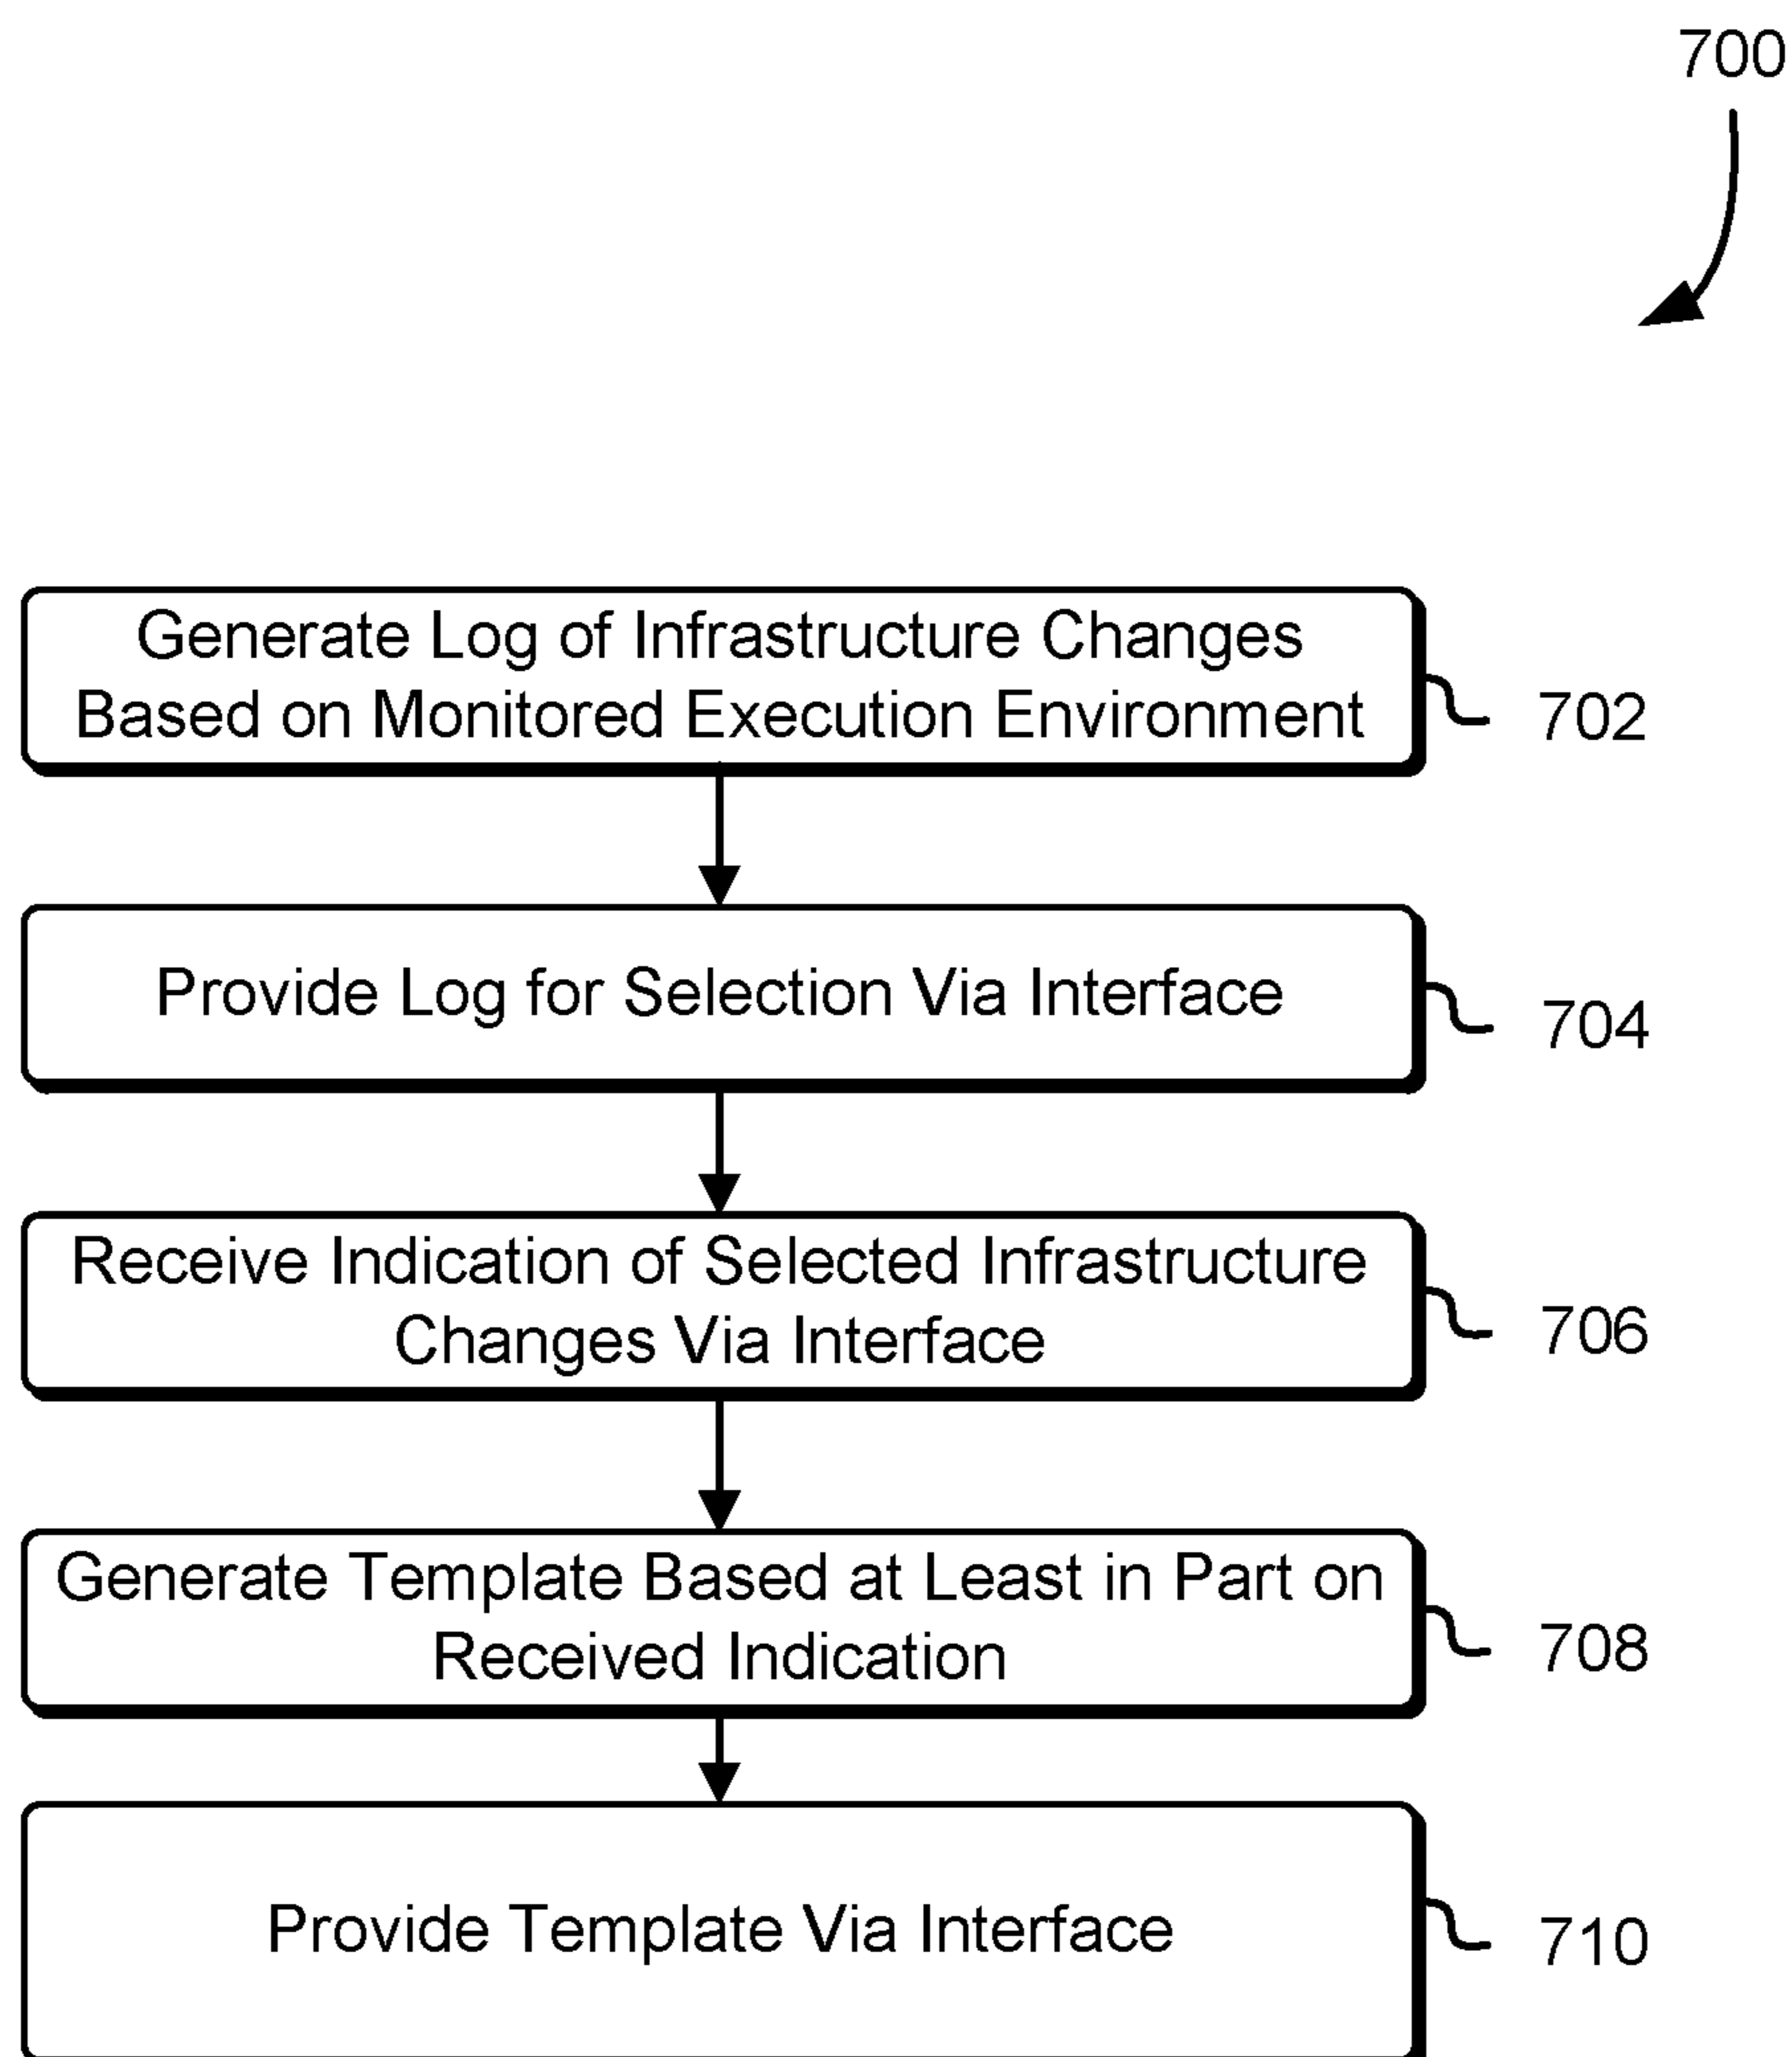 700
Generate Log of Infrastructure Changes
Based on Monitored Execution Environment
702
Provide Log for Selection Via Interface
704
Receive Indication of Selected Infrastructure
Changes Via Interface
706
Generate Template Based at Least in Part on
Received Indication
708
Provide Template Via Interface
710